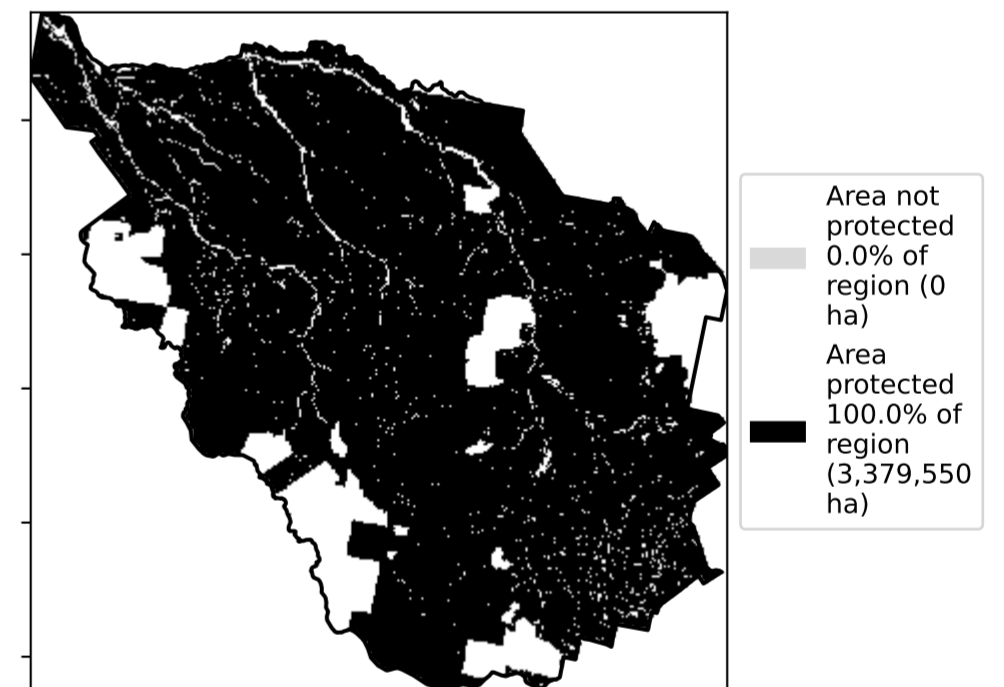 Area not
protected
0.0% of
region (0
ha)
Area
protected
100.0% of
region
(3,379,550
ha)